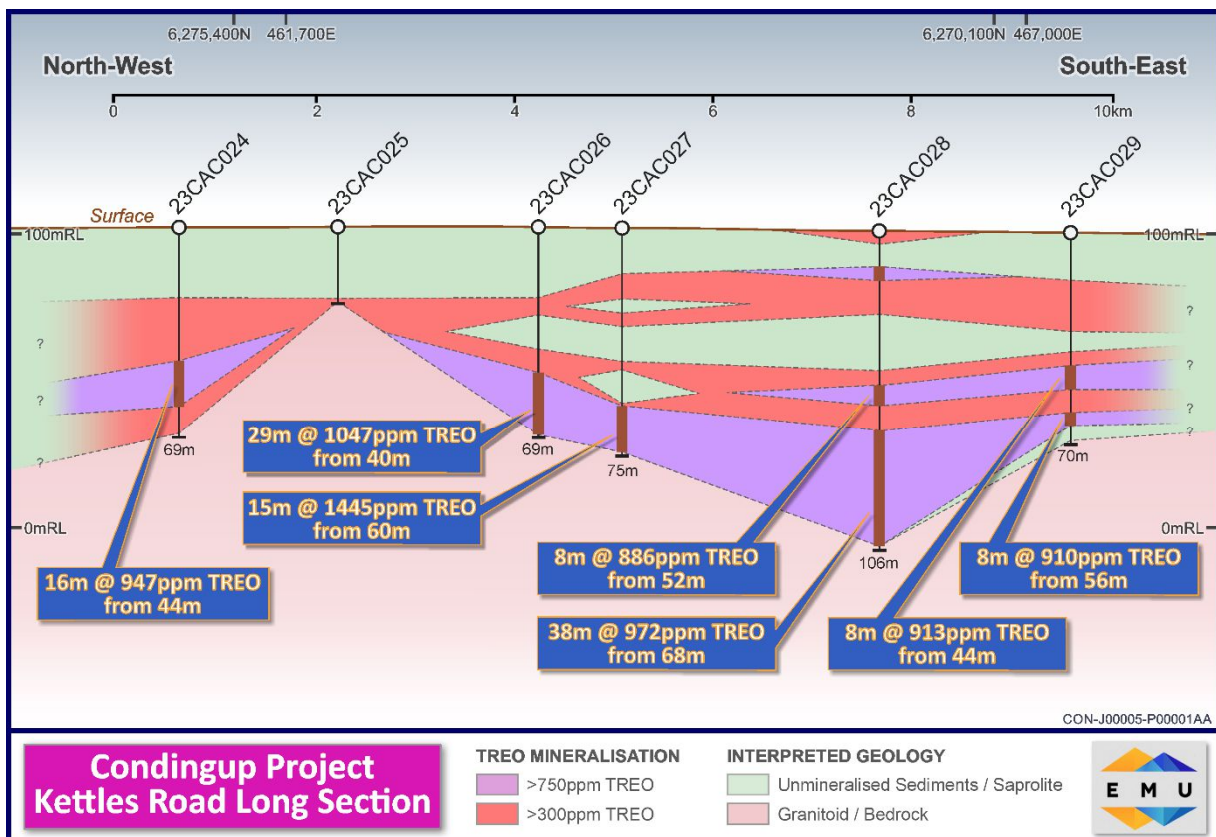 6,275,400N 461,700E
6,270,100N 467,000E
North-West
South-East
0 2 4 6 8 10km
23CAC024
23CAC025
23CAC026
23CAC027
23CAC028
23CAC029
Surface
100mRL
100mRL
?
?
?
?
?
?
69m
69m
75m
106m
70m
0mRL
0mRL
29m @ 1047ppm TREO
from 40m
15m @ 1445ppm TREO
from 60m
16m @ 947ppm TREO
from 44m
8m @ 886ppm TREO
from 52m
38m @ 972ppm TREO
from 68m
8m @ 910ppm TREO
from 56m
8m @ 913ppm TREO
from 44m
CON-J00005-P00001AA
Condingup Project
Kettles Road Long Section
TREO MINERALISATION
>750ppm TREO
>300ppm TREO
INTERPRETED GEOLOGY
Unmineralised Sediments / Saprolite
Granitoid / Bedrock
E M U